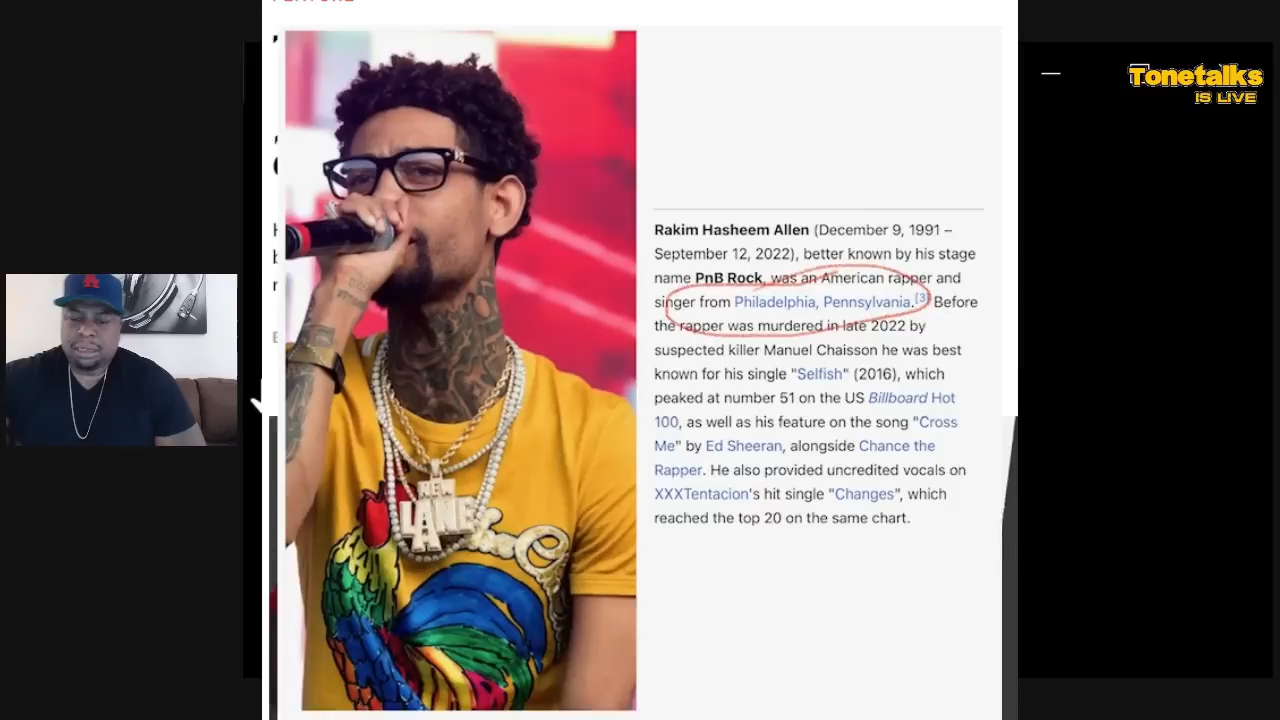 FEATURE
Tonetalks
IS LIVE
Rakim Hasheem Allen (December 9, 1991 –
September 12, 2022), better known by his stage
name PnB Rock, was an American rapper and
singer from Philadelphia, Pennsylvania.[3] Before
the rapper was murdered in late 2022 by
suspected killer Manuel Chaisson he was best
known for his single "Selfish" (2016), which
peaked at number 51 on the US Billboard Hot
100, as well as his feature on the song "Cross
Me" by Ed Sheeran, alongside Chance the
Rapper. He also provided uncredited vocals on
XXXTentacion's hit single "Changes", which
reached the top 20 on the same chart.
NEW
LANE